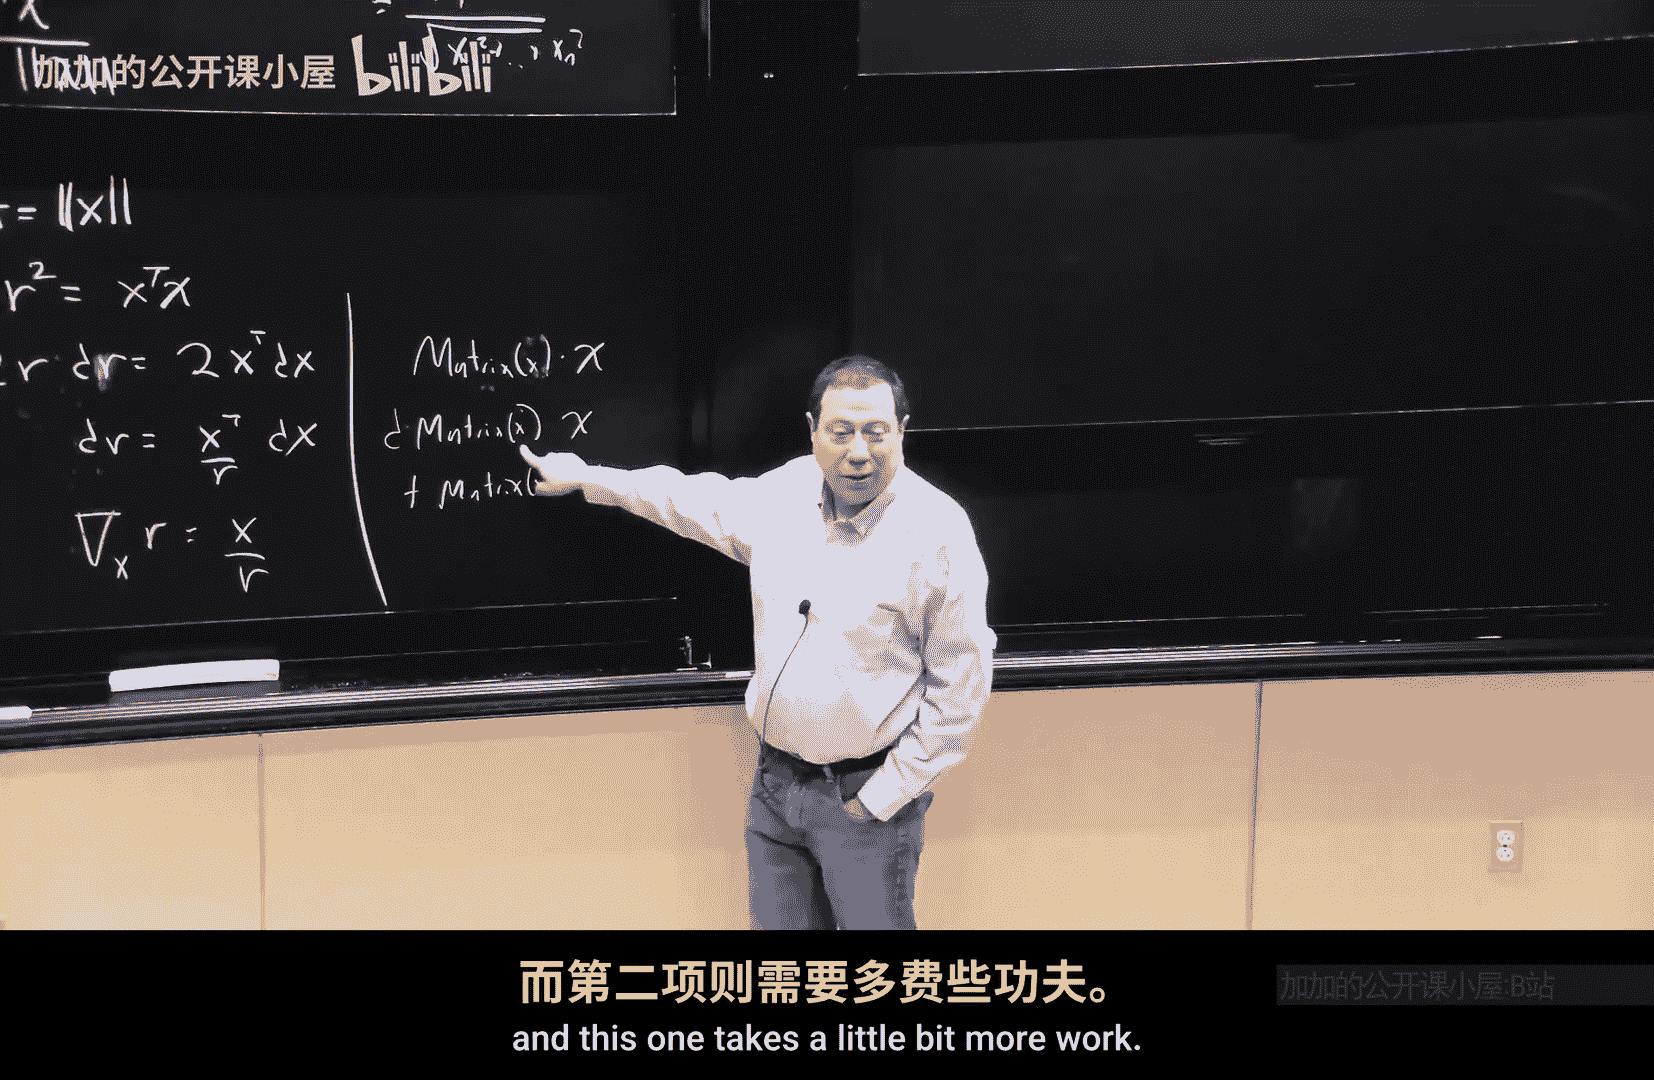 x
=
加加的公开课小屋 bilibili
x² + ... + xₙ²
= ||x||
r² = xᵀx
r dr = 2xᵀdx
dr = xᵀ/r dx
∇ₓ r = x/r
Matrix(x) · x
d Matrix(x) x
+ Matrix(
而第二项则需要多费些功夫。
and this one takes a little bit more work.
加加的公开课小屋:B站